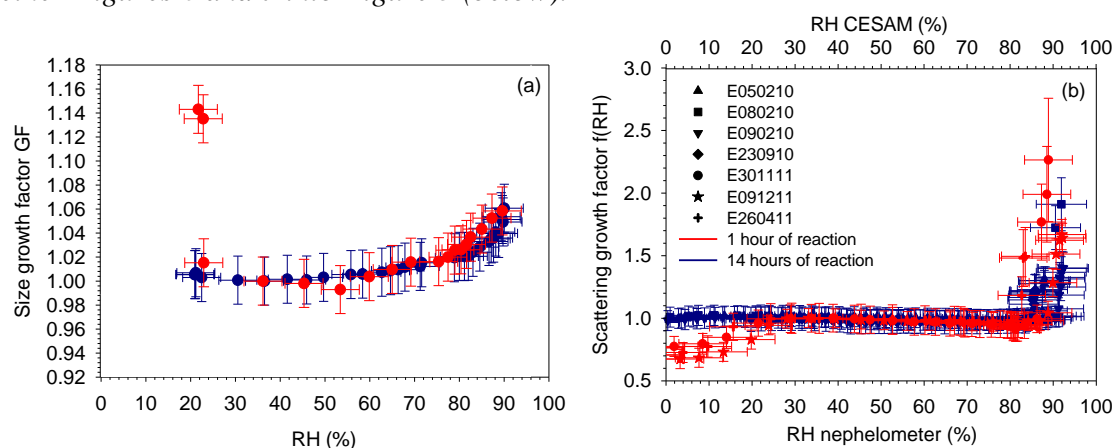 RH CESAM (%)
0 10 20 30 40 50 60 70 80 90 100
1.18
1.16
1.14
1.12
1.10
1.08
1.06
1.04
1.02
1.00
0.98
0.96
0.94
0.92
Size growth factor GF
(a)
0 10 20 30 40 50 60 70 80 90 100
RH (%)
3.0
2.5
2.0
1.5
1.0
0.5
Scattering growth factor f(RH)
(b)
E050210
E080210
E090210
E230910
E301111
E091211
E260411
1 hour of reaction
14 hours of reaction
0 10 20 30 40 50 60 70 80 90 100
RH nephelometer (%)